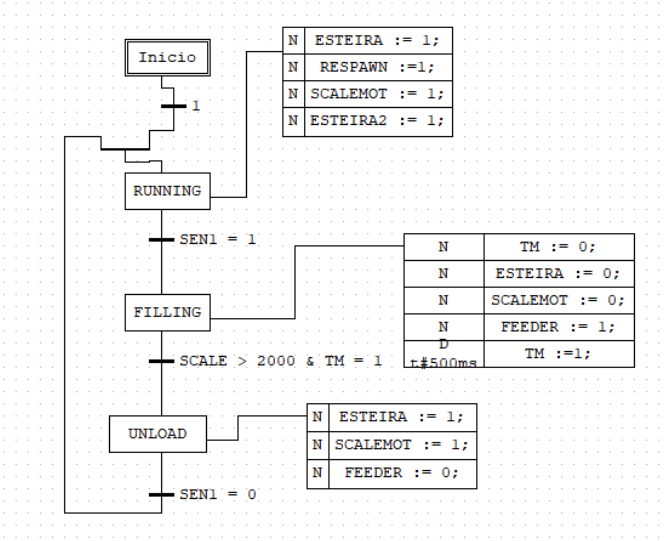 Inicio
1
N ESTEIRA := 1;
N RESPAWN :=1;
N SCALEMOT := 1;
N ESTEIRA2 := 1;
RUNNING
SEN1 = 1
N TM := 0;
N ESTEIRA := 0;
N SCALEMOT := 0;
N FEEDER := 1;
D t#500ms TM :=1;
FILLING
SCALE > 2000 & TM = 1
N ESTEIRA := 1;
N SCALEMOT := 1;
N FEEDER := 0;
UNLOAD
SEN1 = 0